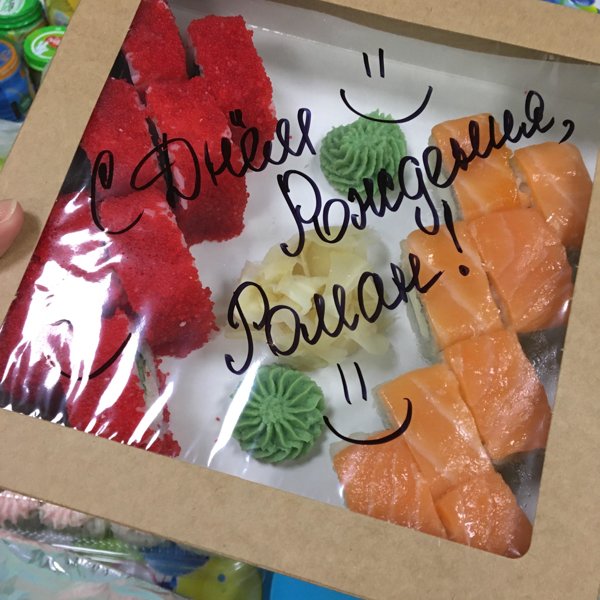 С Днём
Рождения,
Роман!